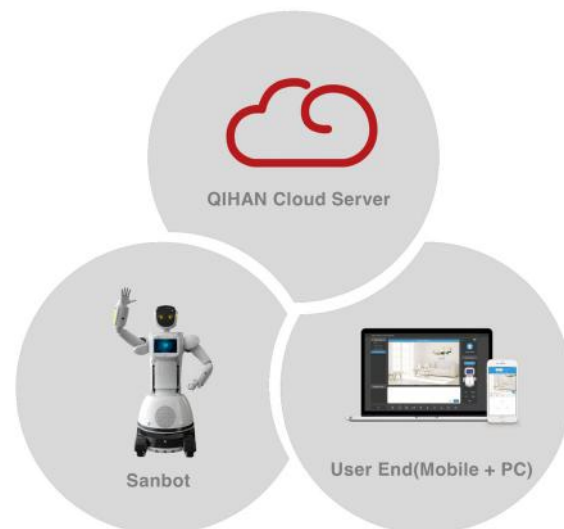 QIHAN Cloud Server
Sanbot
User End(Mobile + PC)